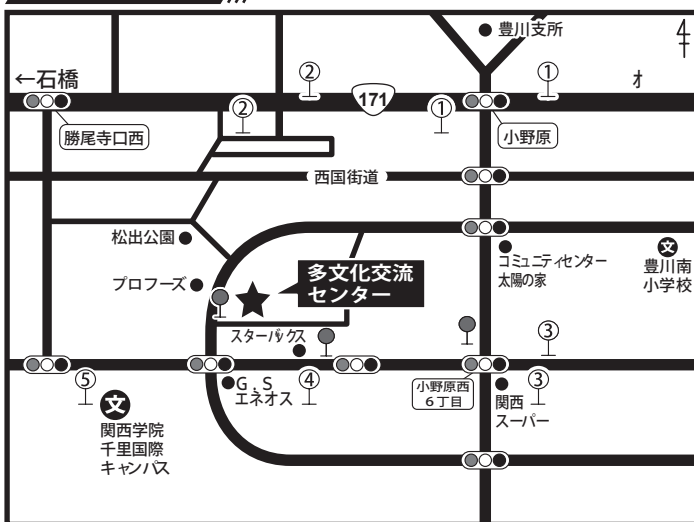 豊川支所
4
←石橋
②
①
オ
171
②
①
勝尾寺口西
小野原
西国街道
松出公園
コミュニティセンター
太陽の家
文
豊川南
小学校
多文化交流
センター
プロフーズ
スターバックス
③
⑤
G.S
エネオス
④
小野原西
6丁目
③
関西
スーパー
文
関西学院
千里国際
キャンパス